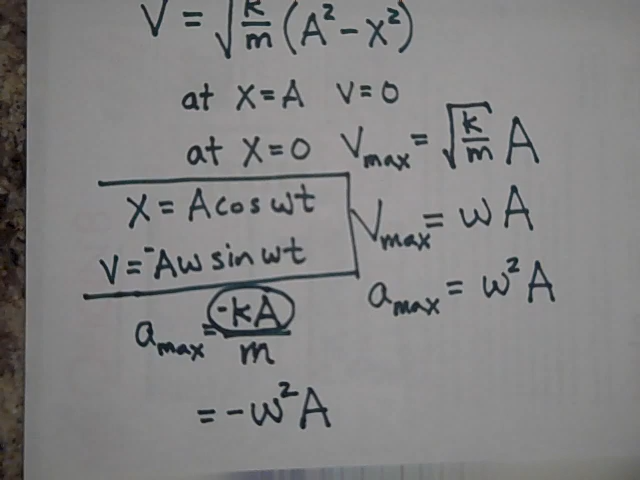 V = √k/m (A² - x²)
at x = A v = 0
at x = 0 Vmax = √k/m A
x = A cos ωt
Vmax = ωA
v = -Aω sin ωt
amax = ω²A
amax = -kA/m
= -ω²A